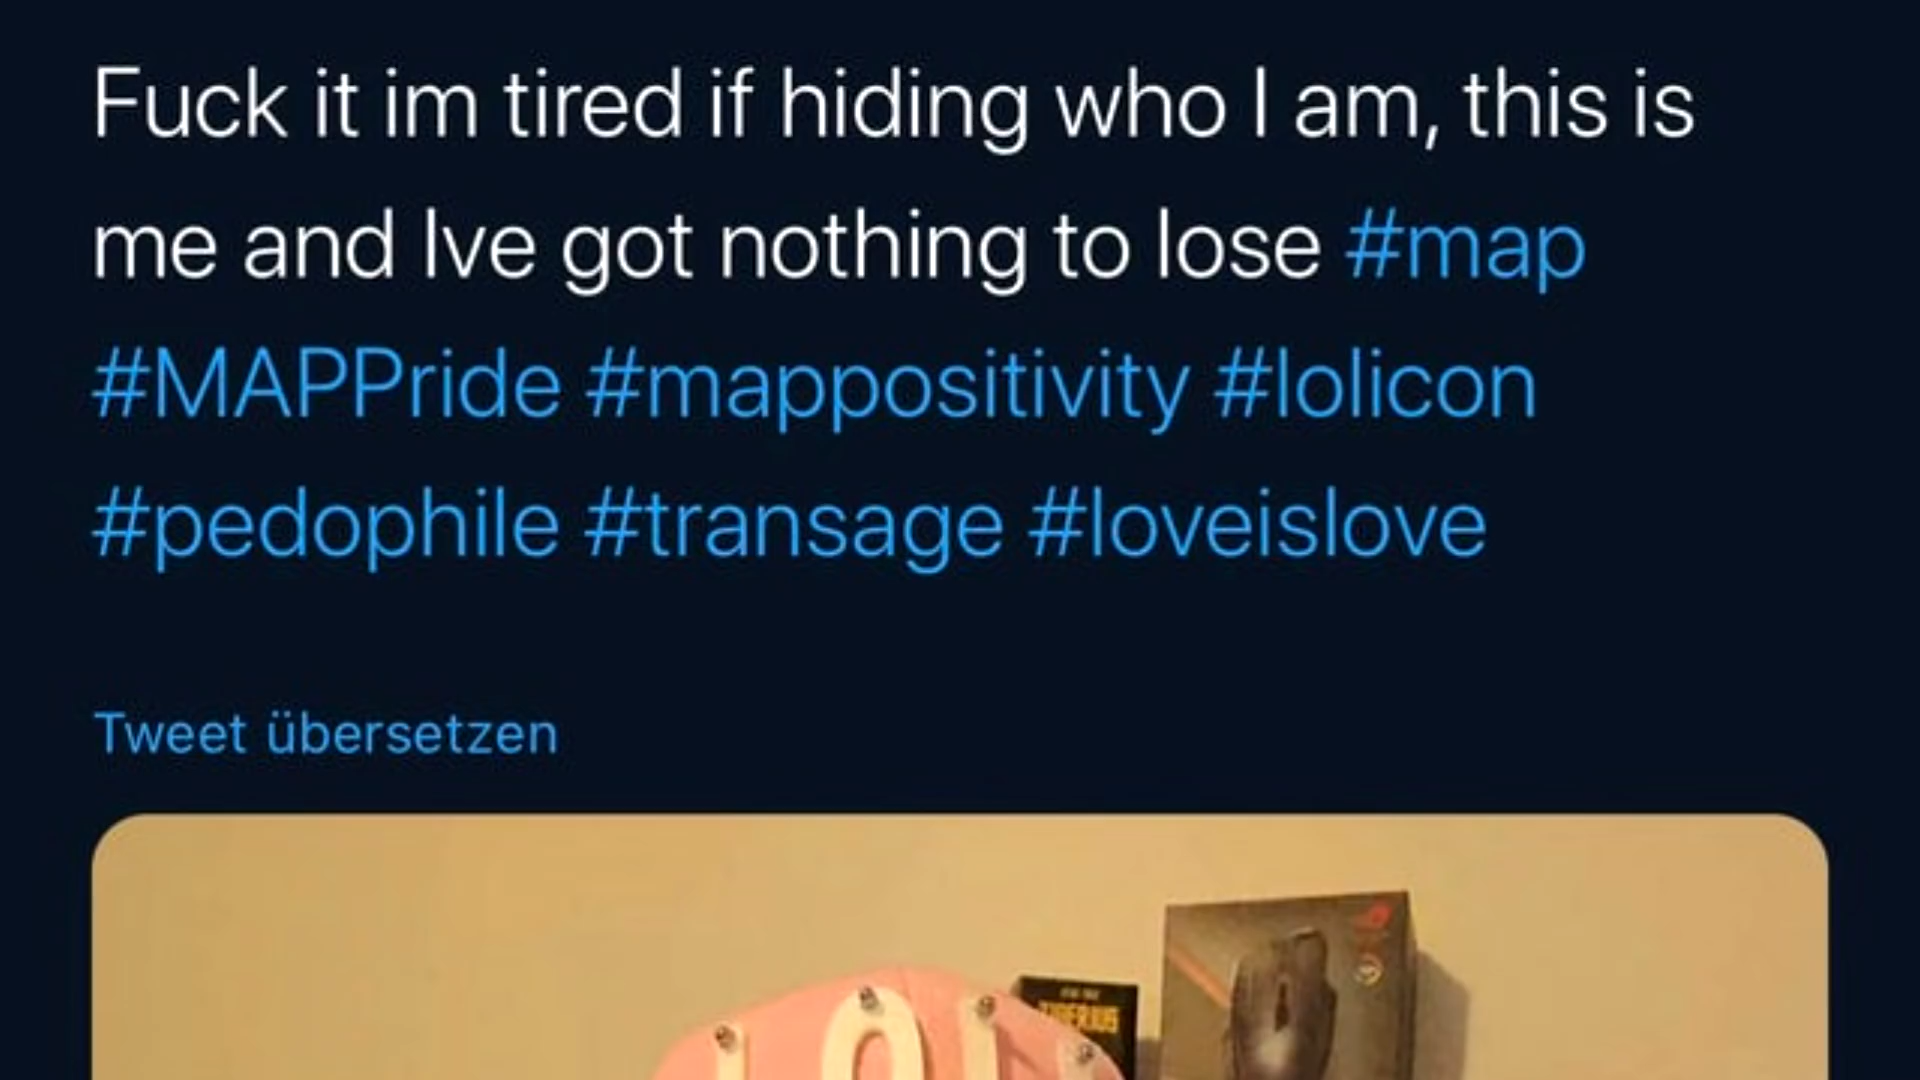 Fuck it im tired if hiding who I am, this is
me and Ive got nothing to lose #map
#MAPPride #mappositivity #lolicon
#pedophile #transage #loveislove
Tweet übersetzen